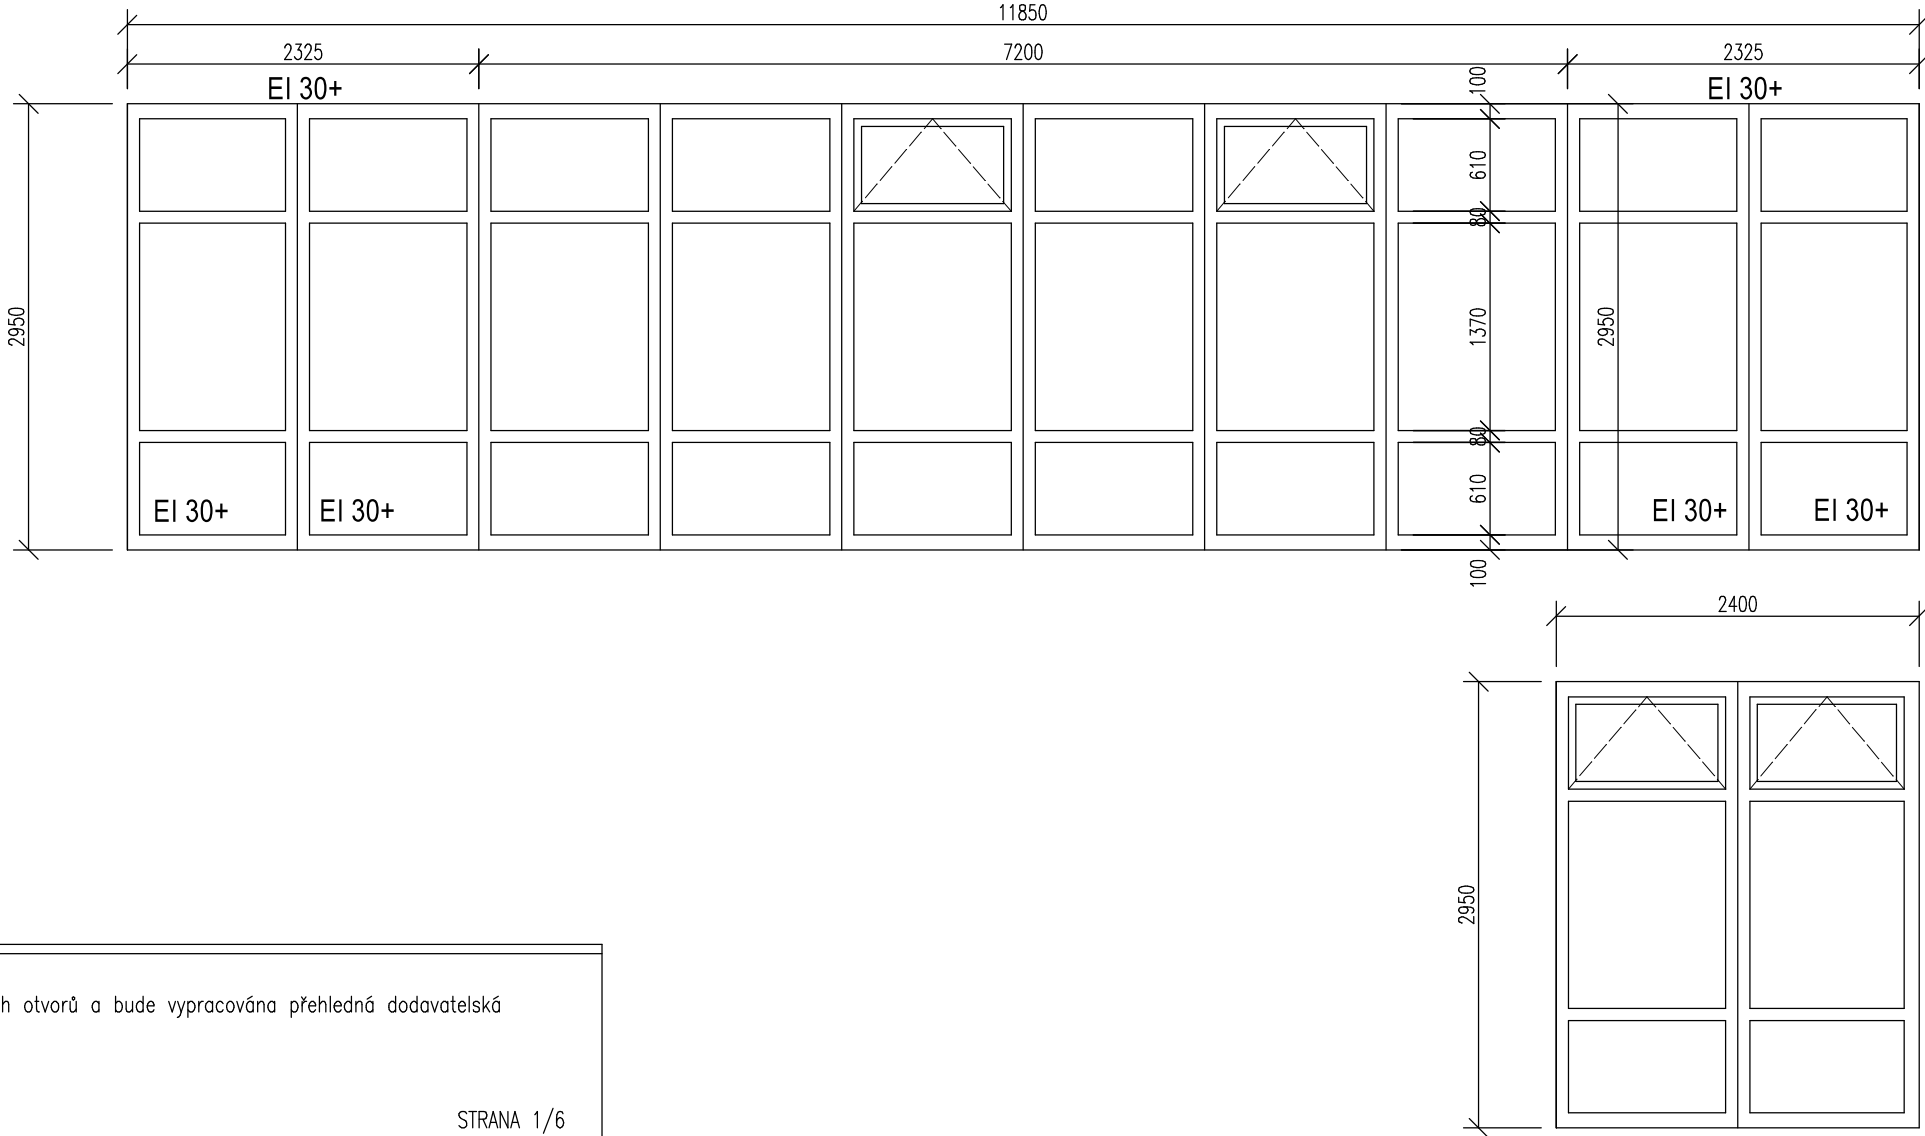 11850
2325
7200
2325
EI 30+
EI 30+
100
610
80
1370
80
610
100
2950
2950
EI 30+
EI 30+
EI 30+
EI 30+
2400
2950
h otvorů a bude vypracována přehledná dodavatelská
STRANA 1/6